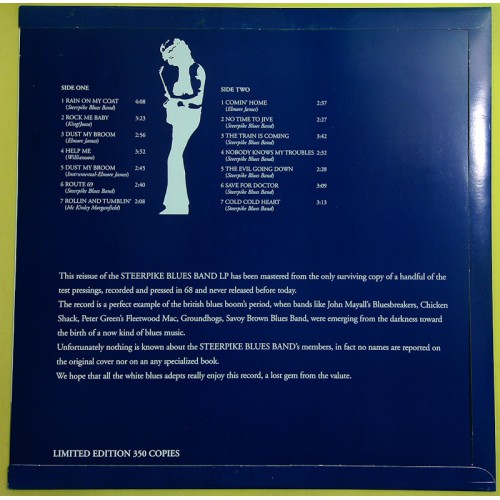 SIDE ONE
1 RAIN ON MY COAT 4:08
(Steerpike Blues Band)
2 ROCK ME BABY 3:23
(King/Josea)
3 DUST MY BROOM 2:56
(Elmore James)
4 HELP ME 3:52
(Williamson)
5 DUST MY BROOM 2:45
(Instrumental-Elmore James)
6 ROUTE 69 2:40
(Steerpike Blues Band)
7 ROLLIN AND TUMBLIN' 2:08
(Mc Kinley Morganfield)
SIDE TWO
1 COMIN' HOME 2:37
(Elmore James)
2 NO TIME TO JIVE 2:27
(Steerpike Blues Band)
3 THE TRAIN IS COMING 3:42
(Steerpike Blues Band)
4 NOBODY KNOWS MY TROUBLES 2:32
(Steerpike Blues Band)
5 THE EVIL GOING DOWN 2:28
(Steerpike Blues Band)
6 SAVE FOR DOCTOR 3:09
(Steerpike Blues Band)
7 COLD COLD HEART 3:13
(Steerpike Blues Band)
This reissue of the STEERPIKE BLUES BAND LP has been mastered from the only surviving copy of a handful of the
test pressings, recorded and pressed in 68 and never released before today.
The record is a perfect example of the british blues boom's period, when bands like John Mayall's Bluesbreakers, Chicken
Shack, Peter Green's Fleetwood Mac, Groundhogs, Savoy Brown Blues Band, were emerging from the darkness toward
the birth of a now kind of blues music.
Unfortunately nothing is known about the STEERPIKE BLUES BAND's members, in fact no names are reported on
the original cover nor on an any specialized book.
We hope that all the white blues adepts really enjoy this record, a lost gem from the valute.
LIMITED EDITION 350 COPIES